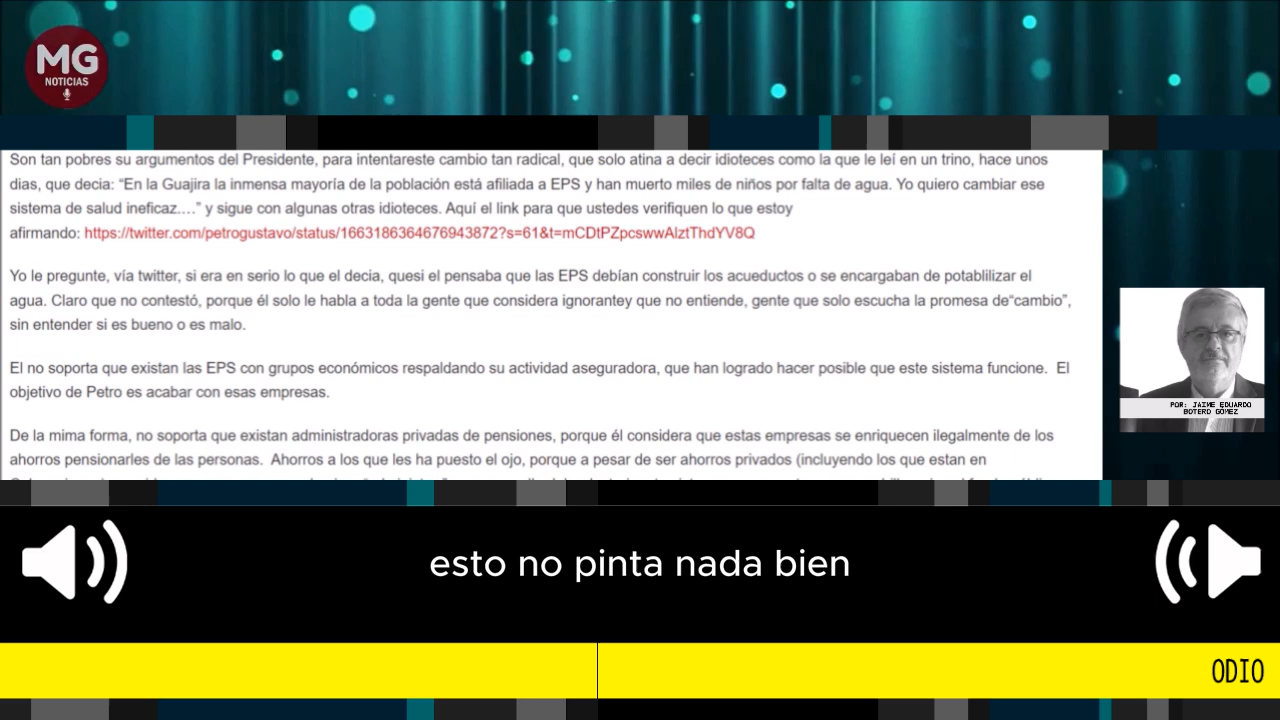 MG
NOTICIAS
Son tan pobres su argumentos del Presidente, para intentareste cambio tan radical, que solo atina a decir idioteces como la que le leí en un trino, hace unos
dias, que decia: “En la Guajira la inmensa mayoría de la población está afiliada a EPS y han muerto miles de niños por falta de agua. Yo quiero cambiar ese
sistema de salud ineficaz.…” y sigue con algunas otras idioteces. Aquí el link para que ustedes verifiquen lo que estoy
afirmando: https://twitter.com/petrogustavo/status/1663186364676943872?s=61&t=mCDtPZpcswwAlztThdYV8Q
Yo le pregunte, vía twitter, si era en serio lo que el decia, quesi el pensaba que las EPS debían construir los acueductos o se encargaban de potablilizar el
agua. Claro que no contestó, porque él solo le habla a toda la gente que considera ignorantey que no entiende, gente que solo escucha la promesa de“cambio”,
sin entender si es bueno o es malo.
El no soporta que existan las EPS con grupos económicos respaldando su actividad aseguradora, que han logrado hacer posible que este sistema funcione. El
objetivo de Petro es acabar con esas empresas.
De la mima forma, no soporta que existan administradoras privadas de pensiones, porque él considera que estas empresas se enriquecen ilegalmente de los
ahorros pensionarles de las personas. Ahorros a los que les ha puesto el ojo, porque a pesar de ser ahorros privados (incluyendo los que estan en
POR: JAIME EDUARDO
BOTERO GÓMEZ
esto no pinta nada bien
ODIO